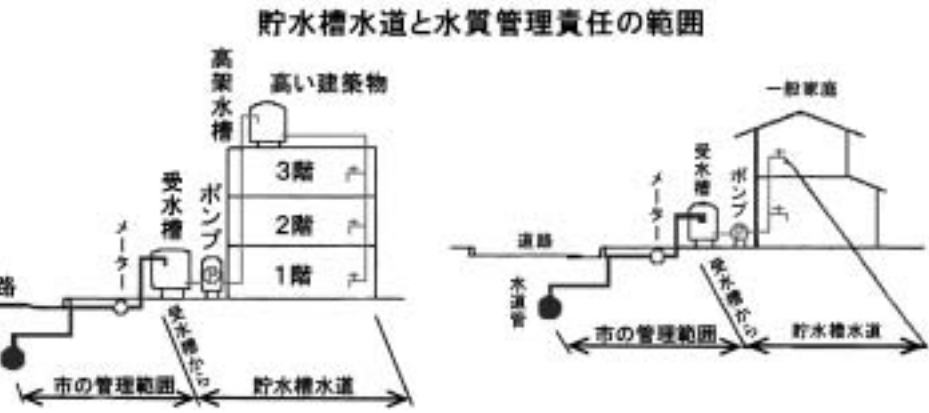 貯水槽水道と水質管理責任の範囲
高架水槽
高い建築物
3階
2階
1階
受水槽
ポンプ
P
メーター
路
受水槽から
市の管理範囲
貯水槽水道
一般家庭
受水槽
ポンプ
メーター
道路
水道管
受水槽から
市の管理範囲
貯水槽水道